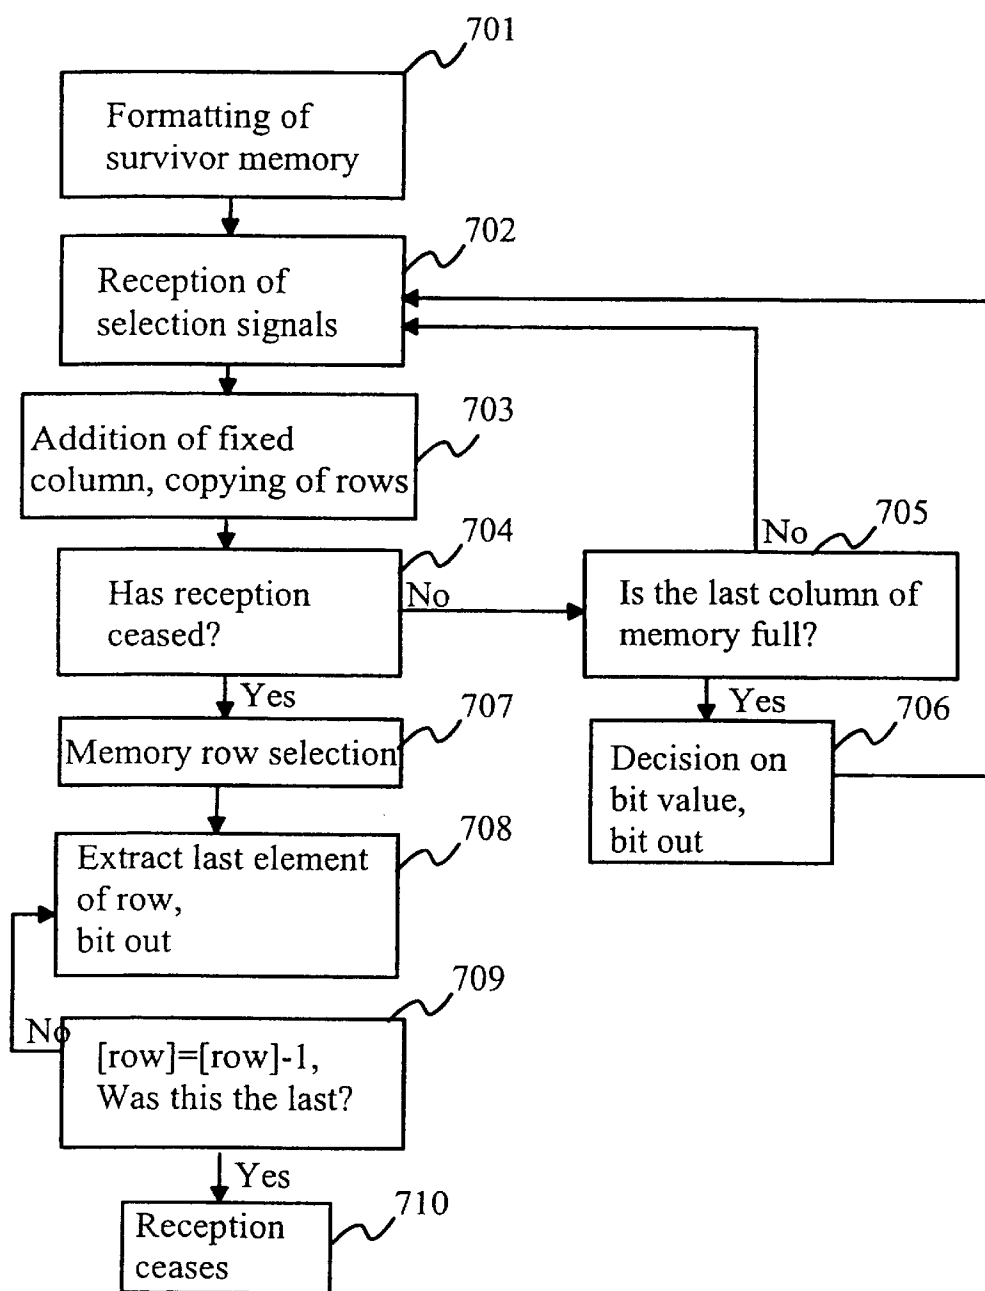 701
Formatting of
survivor memory
702
Reception of
selection signals
703
Addition of fixed
column, copying of rows
704
Has reception
ceased?
No
705
No
Is the last column of
memory full?
Yes
706
Decision on
bit value,
bit out
Yes
707
Memory row selection
708
Extract last element
of row,
bit out
709
No
[row]=[row]-1,
Was this the last?
Yes
710
Reception
ceases